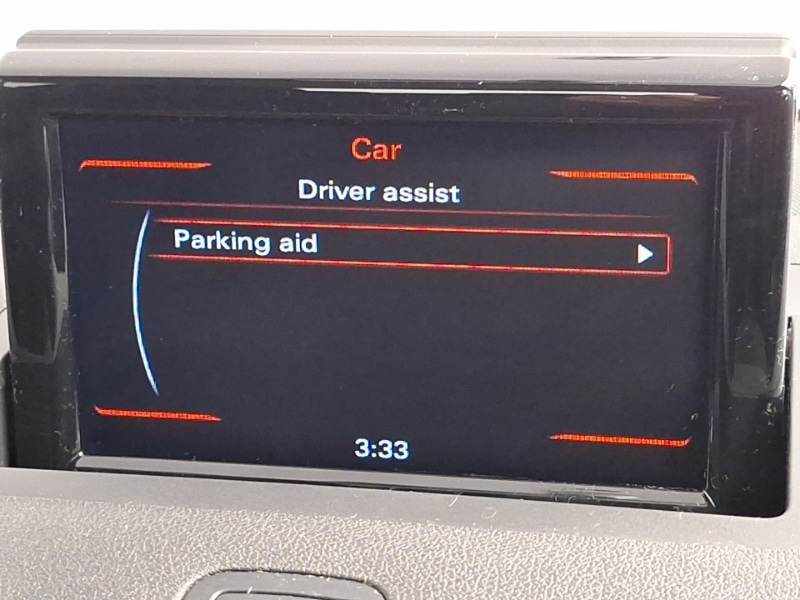 Car
Driver assist
Parking aid
3:33